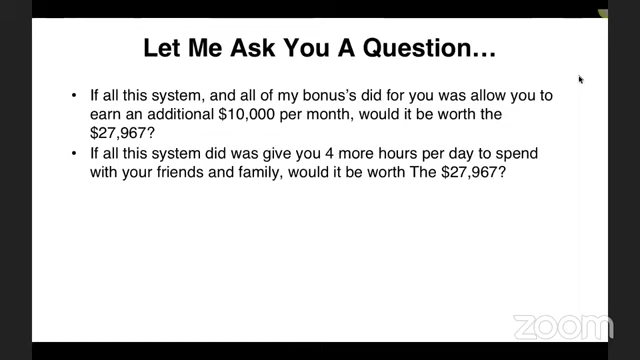 Let Me Ask You A Question…
• If all this system, and all of my bonus's did for you was allow you to
earn an additional $10,000 per month, would it be worth the
$27,967?
• If all this system did was give you 4 more hours per day to spend
with your friends and family, would it be worth The $27,967?
zoom